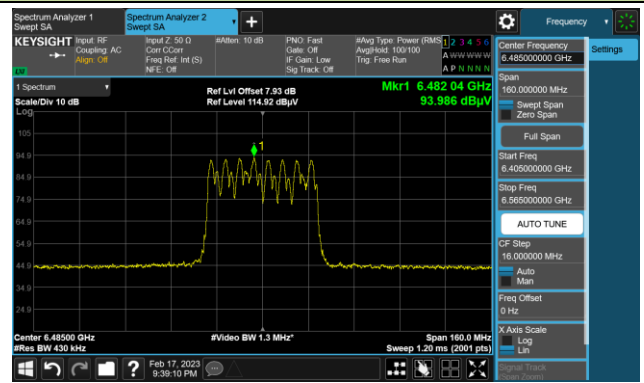 Spectrum Analyzer 1
Swept SA
Spectrum Analyzer 2
Swept SA
Frequency
KEYSIGHT
Input: RF
Coupling: AC
Align: Off
Input Z: 50 Ω
Corr CCorr
Freq Ref: Int (S)
NFE: Off
#Atten: 10 dB
PNO: Fast
Gate: Off
IF Gain: Low
Sig Track: Off
#Avg Type: Power (RMS)
Avg|Hold: 100/100
Trig: Free Run
1 2 3 4 5 6
A W W W W W
A P N N N N
1 Spectrum
Scale/Div 10 dB
Log
Ref Lvl Offset 7.93 dB
Ref Level 114.92 dBµV
Mkr1 6.482 04 GHz
93.986 dBµV
105
94.9
84.9
74.9
64.9
54.9
44.9
34.9
24.9
1
Center 6.48500 GHz
#Res BW 430 kHz
#Video BW 1.3 MHz*
Span 160.0 MHz
Sweep 1.20 ms (2001 pts)
Feb 17, 2023
9:39:10 PM
Center Frequency
6.485000000 GHz
Settings
Span
160.000000 MHz
Swept Span
Zero Span
Full Span
Start Freq
6.405000000 GHz
Stop Freq
6.565000000 GHz
AUTO TUNE
CF Step
16.000000 MHz
Auto
Man
Freq Offset
0 Hz
X Axis Scale
Log
Lin
Signal Track
(Span Zoom)